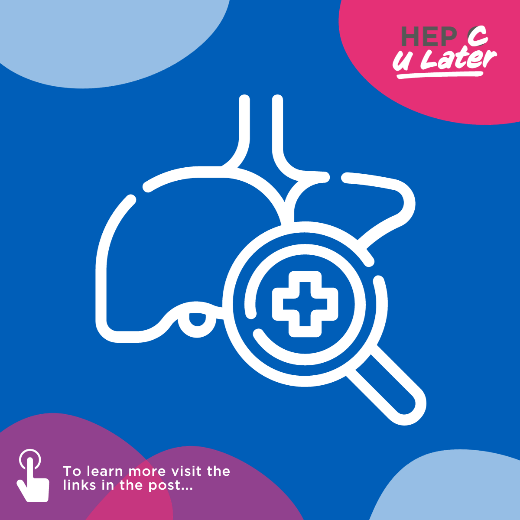 HEP C
U Later
To learn more visit the
links in the post...